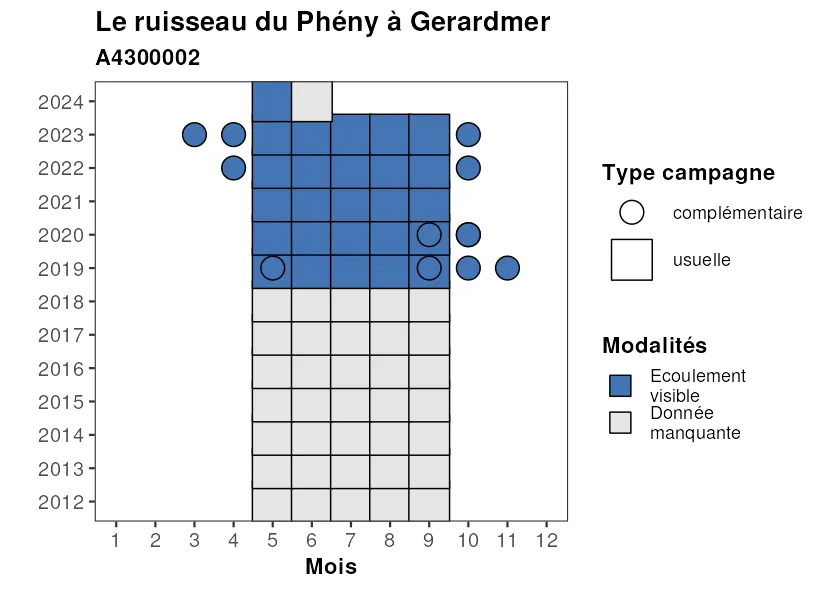 Le ruisseau du Phény à Gerardmer
A4300002
2024
2023
2022
2021
2020
2019
2018
2017
2016
2015
2014
2013
2012
1 2 3 4 5 6 7 8 9 10 11 12
Mois
Type campagne
complémentaire
usuelle
Modalités
Ecoulement
visible
Donnée
manquante